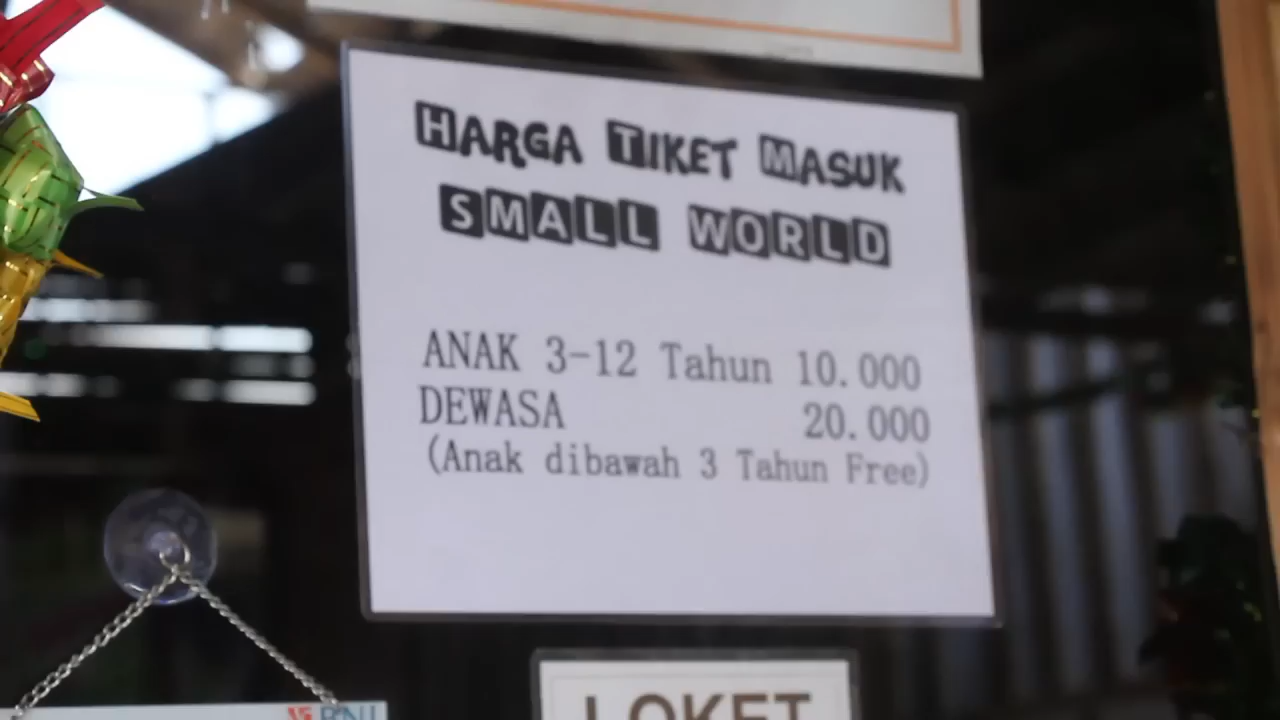 HARGA TIKET MASUK
SMALL WORLD
ANAK 3-12 Tahun 10.000
DEWASA 20.000
(Anak dibawah 3 Tahun Free)
LOKET
BNI